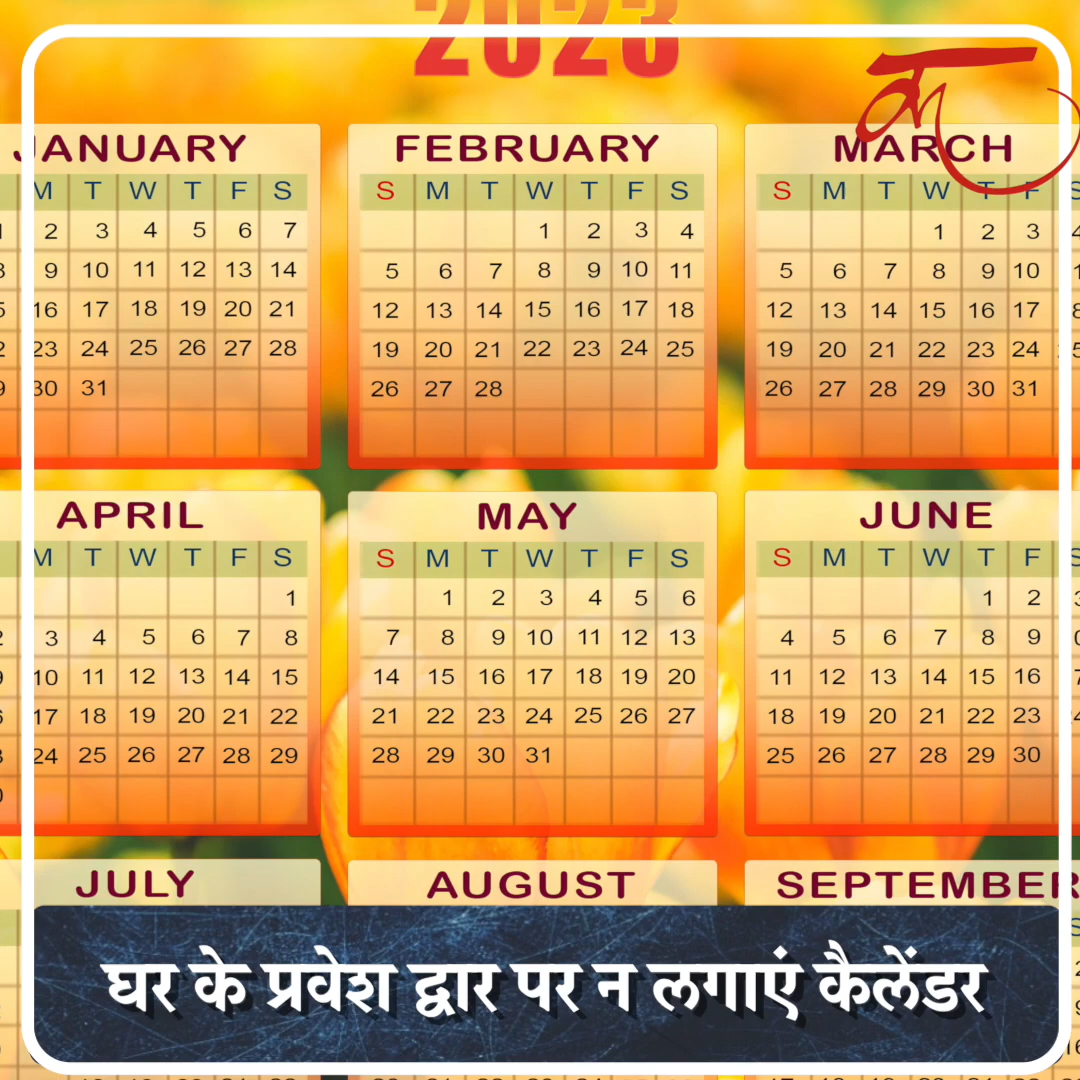 2023
JANUARY FEBRUARY MARCH
M T W T F S S M T W T F S S M T W T F S
2 3 4 5 6 7 1 2 3 4 1 2 3
9 10 11 12 13 14 5 6 7 8 9 10 11 5 6 7 8 9 10
16 17 18 19 20 21 12 13 14 15 16 17 18 12 13 14 15 16 17
23 24 25 26 27 28 19 20 21 22 23 24 25 19 20 21 22 23 24
30 31 26 27 28 26 27 28 29 30 31
APRIL MAY JUNE
M T W T F S S M T W T F S S M T W T F S
1 1 2 3 4 5 6 1 2
3 4 5 6 7 8 7 8 9 10 11 12 13 4 5 6 7 8 9
10 11 12 13 14 15 14 15 16 17 18 19 20 11 12 13 14 15 16
17 18 19 20 21 22 21 22 23 24 25 26 27 18 19 20 21 22 23
24 25 26 27 28 29 28 29 30 31 25 26 27 28 29 30
JULY AUGUST SEPTEMBER
घर के प्रवेश द्वार पर न लगाएं कैलेंडर